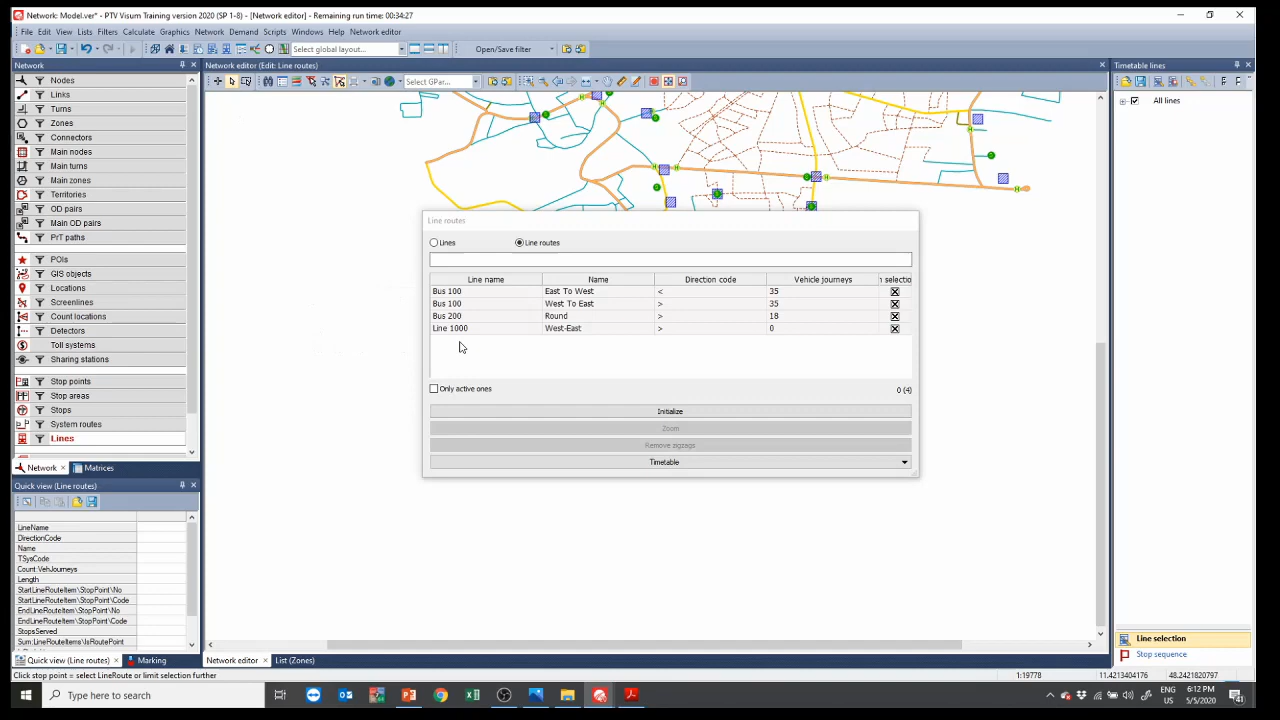 Network: Model.ver* - PTV Visum Training version 2020 (SP 1-8) - [Network editor] - Remaining run time: 00:34:27
File Edit View Lists Filters Calculate Graphics Network Demand Scripts Windows Help Network editor
Select global layout... Open/Save filter
Network
Network editor (Edit: Line routes)
Timetable lines
Select GPar...
Nodes
Links
Turns
Zones
Connectors
Main nodes
Main turns
Main zones
Territories
OD pairs
Main OD pairs
PrT paths
POIs
GIS objects
Locations
Screenlines
Count locations
Detectors
Toll systems
Sharing stations
Stop points
Stop areas
Stops
System routes
Lines
Network Matrices
Quick view (Line routes)
LineName
DirectionCode
Name
TSysCode
Count:VehJourneys
Length
StartLineRouteItem\StopPoint\No
StartLineRouteItem\StopPoint\Code
EndLineRouteItem\StopPoint\No
EndLineRouteItem\StopPoint\Code
StopsServed
Sum:LineRouteItems\IsRoutePoint
Quick view (Line routes) Marking
Line routes
Lines Line routes
Line name Name Direction code Vehicle journeys n selectio
Bus 100 East To West < 35
Bus 100 West To East > 35
Bus 200 Round > 18
Line 1000 West-East > 0
Only active ones 0 (4)
Initialize
Zoom
Remove zigzags
Timetable
All lines
Line selection
Stop sequence
Network editor List (Zones)
Click stop point = select LineRoute or limit selection further 1:19778 11.4213404176 48.2421820797
Type here to search
ENG
US
6:12 PM
5/5/2020